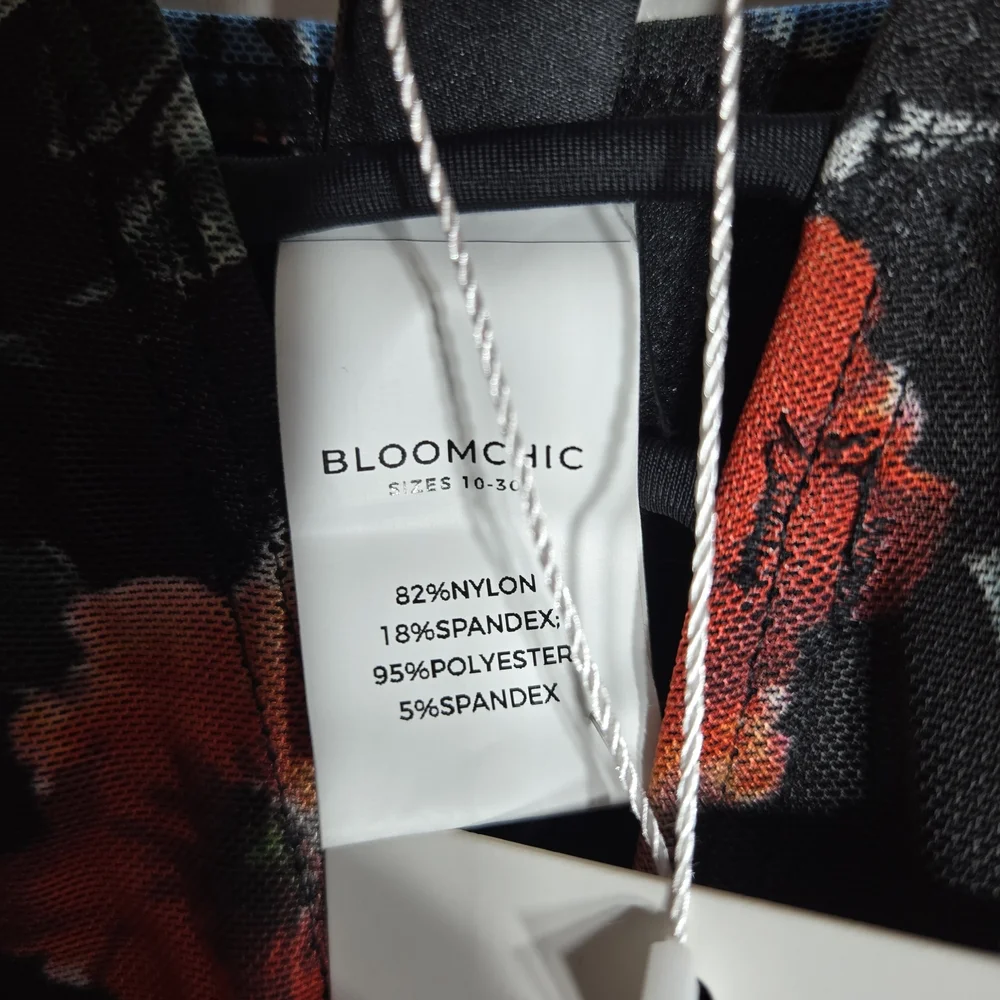 BLOOMCHIC
SIZES 10-30
82%NYLON
18%SPANDEX;
95%POLYESTER
5%SPANDEX